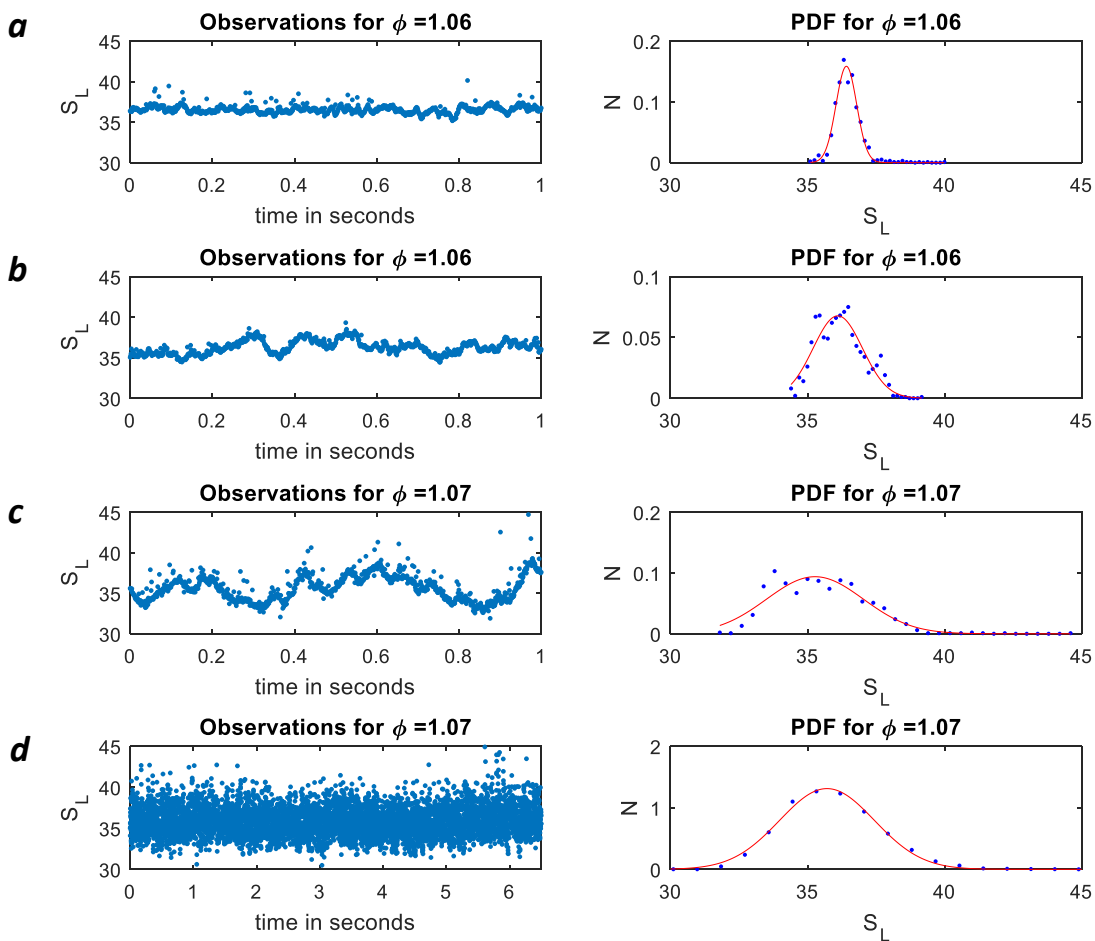 a
Observations for ϕ =1.06
45
40
35
30
S_L
0 0.2 0.4 0.6 0.8 1
time in seconds
PDF for ϕ =1.06
0.2
0.1
0
N
30 35 40 45
S_L
b
Observations for ϕ =1.06
45
40
35
30
S_L
0 0.2 0.4 0.6 0.8 1
time in seconds
PDF for ϕ =1.06
0.1
0.05
0
N
30 35 40 45
S_L
c
Observations for ϕ =1.07
45
40
35
30
S_L
0 0.2 0.4 0.6 0.8 1
time in seconds
PDF for ϕ =1.07
0.2
0.1
0
N
30 35 40 45
S_L
d
Observations for ϕ =1.07
45
40
35
30
S_L
0 1 2 3 4 5 6
time in seconds
PDF for ϕ =1.07
2
1
0
N
30 35 40 45
S_L